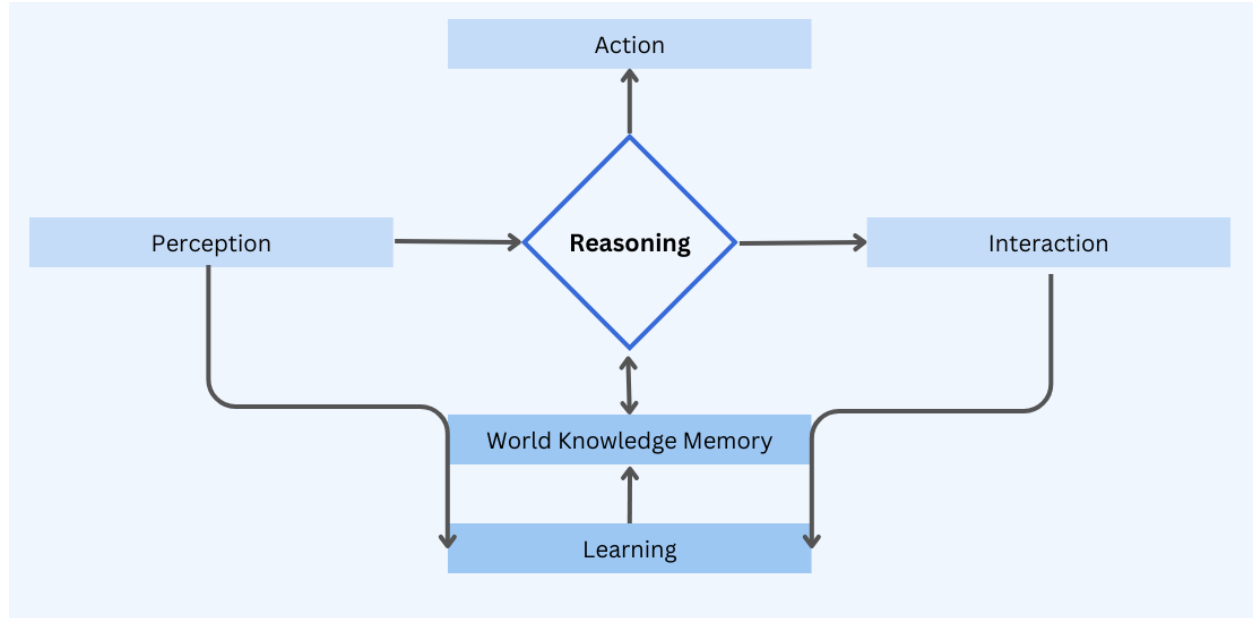 Action
Perception
Reasoning
Interaction
World Knowledge Memory
Learning